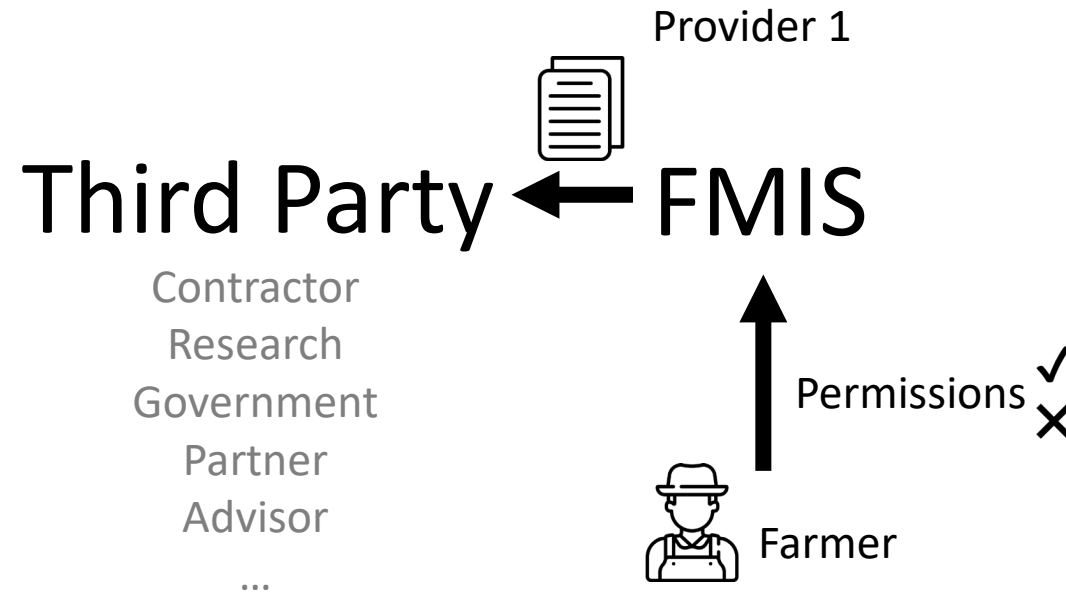 Provider 1
Third Party
FMIS
Contractor
Research
Government
Partner
Advisor
...
Permissions
Farmer